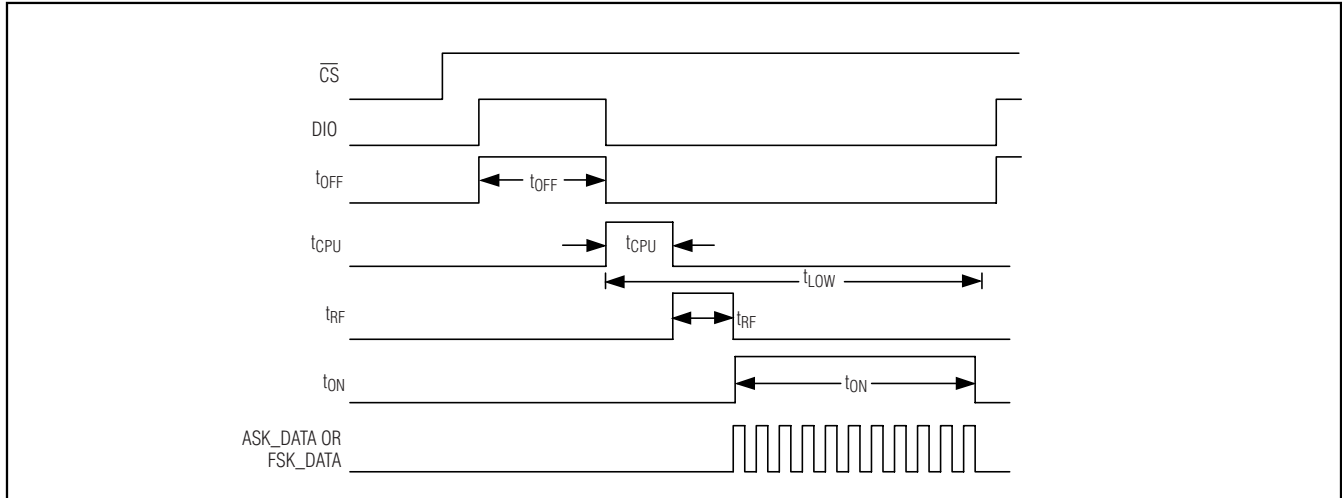 CS
DIO
tOFF
tOFF
tCPU
tCPU
tLOW
tRF
tRF
tON
tON
ASK_DATA OR
FSK_DATA